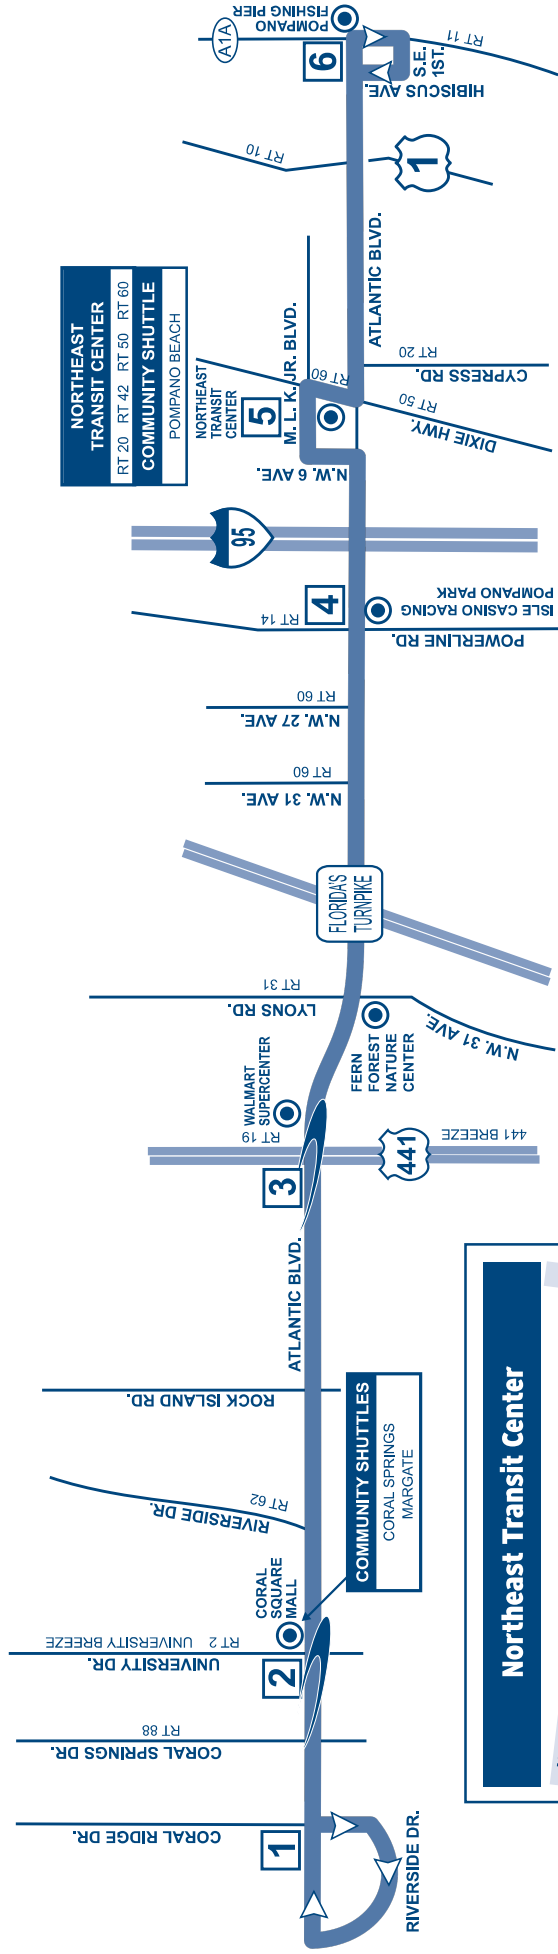 CORAL RIDGE DR.
1
RIVERSIDE DR.
CORAL SPRINGS DR.
RT 88
UNIVERSITY DR.
RT 2 UNIVERSITY BREEZE
2
CORAL
SQUARE
MALL
COMMUNITY SHUTTLES
CORAL SPRINGS
MARGATE
RIVERSIDE DR.
RT 62
ROCK ISLAND RD.
ATLANTIC BLVD.
3
RT 19
441
441 BREEZE
WALMART
SUPERCENTER
LYONS RD.
RT 31
FERN
FOREST
NATURE
CENTER
N.W. 31 AVE.
FLORIDA'S
TURNPIKE
N.W. 31 AVE.
RT 60
N.W. 27 AVE.
RT 60
RT 14
4
POWERLINE RD.
ISLE CASINO RACING
POMPANO PARK
95
N.W. 6 AVE.
5
NORTHEAST
TRANSIT
CENTER
M. L. K. JR. BLVD.
RT 60
NORTHEAST
TRANSIT CENTER
RT 20 RT 42 RT 50 RT 60
COMMUNITY SHUTTLE
POMPANO BEACH
DIXIE HWY.
RT 50
CYPRESS RD.
RT 20
ATLANTIC BLVD.
RT 10
1
6
A1A
POMPANO
FISHING PIER
HIBISCUS AVE.
S.E.
1ST.
RT 11
Northeast Transit Center